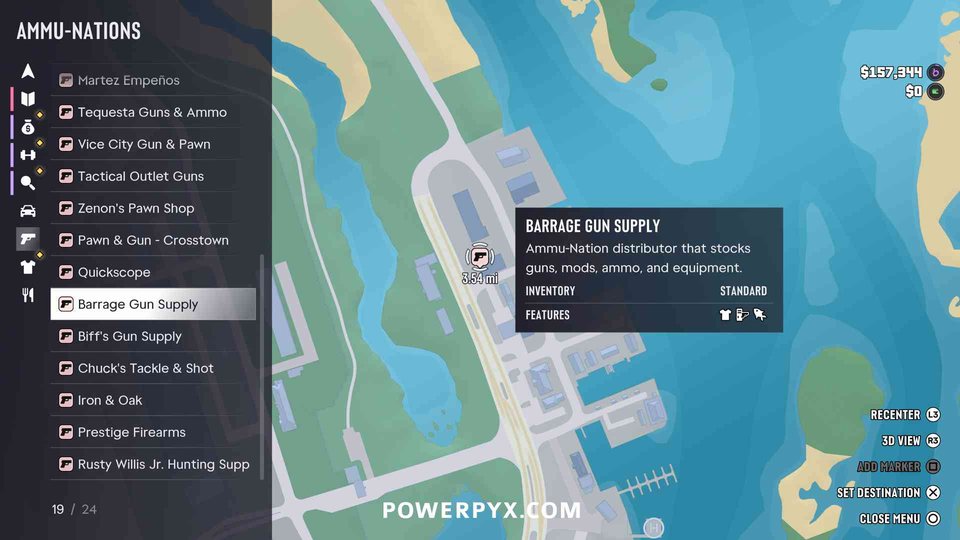 AMMU-NATIONS
Martez Empeños
Tequesta Guns & Ammo
Vice City Gun & Pawn
Tactical Outlet Guns
Zenon's Pawn Shop
Pawn & Gun - Crosstown
Quickscope
Barrage Gun Supply
Biff's Gun Supply
Chuck's Tackle & Shot
Iron & Oak
Prestige Firearms
Rusty Willis Jr. Hunting Supp
19 / 24
3.54 mi
BARRAGE GUN SUPPLY
Ammu-Nation distributor that stocks
guns, mods, ammo, and equipment.
INVENTORY STANDARD
FEATURES
$157,344
$0
RECENTER L3
3D VIEW R3
ADD MARKER
SET DESTINATION
CLOSE MENU
H
POWERPYX.COM